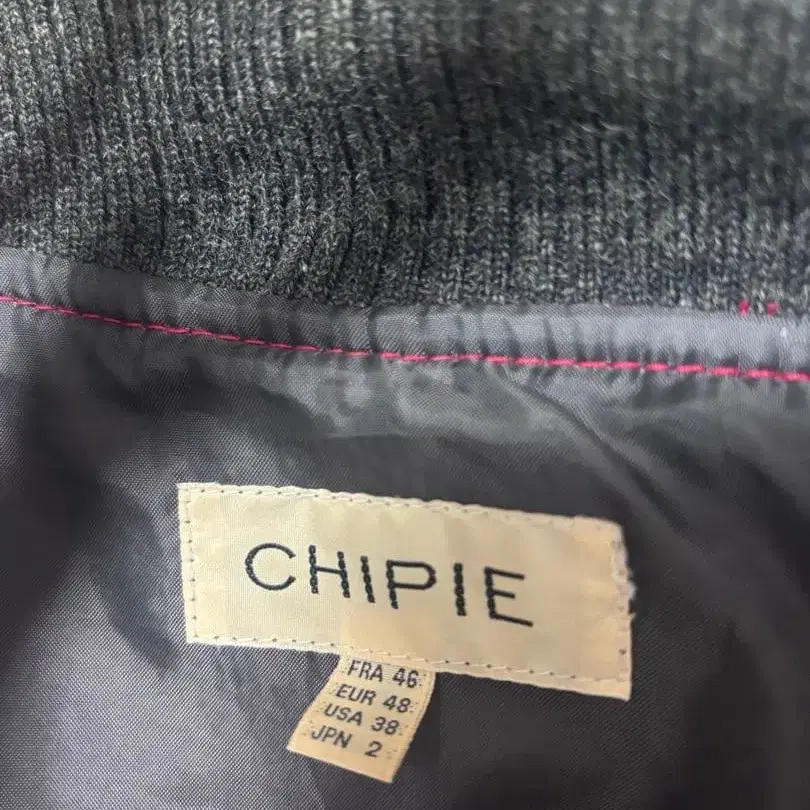 CHIPIE
FRA 46
EUR 48
USA 38
JPN 2